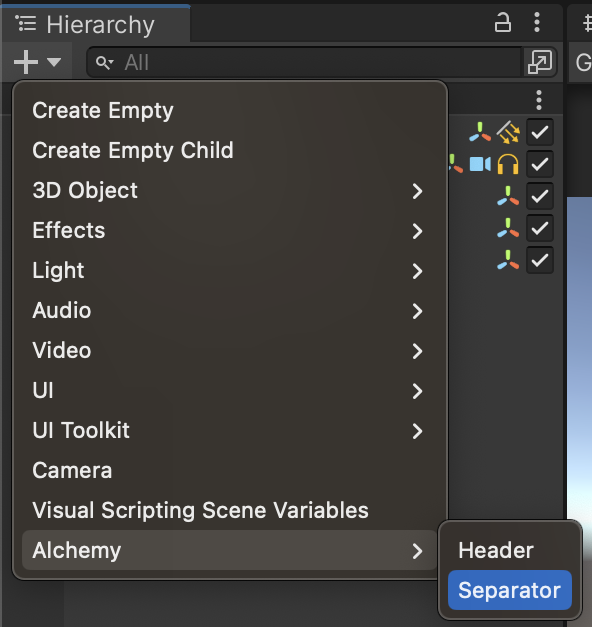 Hierarchy
All
G
Create Empty
Create Empty Child
3D Object
Effects
Light
Audio
Video
UI
UI Toolkit
Camera
Visual Scripting Scene Variables
Alchemy
Header
Separator